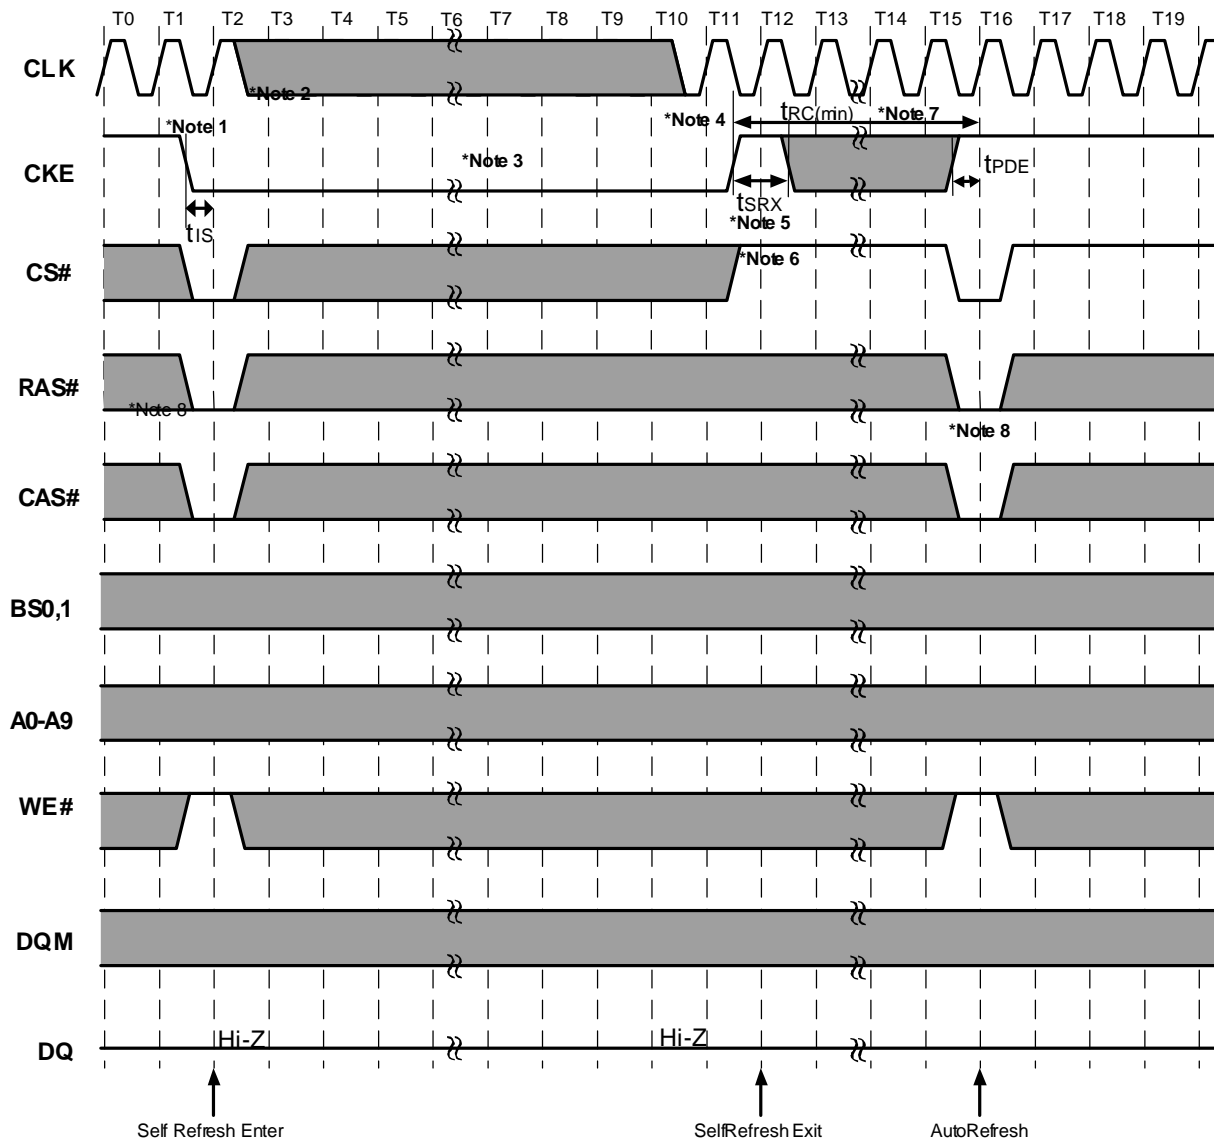 T0 T1 T2 T3 T4 T5 T6 T7 T8 T9 T10 T11 T12 T13 T14 T15 T16 T17 T18 T19
CLK
*Note 2
*Note 1
*Note 4
tRC(min)
*Note 7
CKE
*Note 3
tPDE
tSRX
*Note 5
tIS
CS#
*Note 6
RAS#
*Note 8
*Note 8
CAS#
BS0,1
A0-A9
WE#
DQM
DQ
Hi-Z
Hi-Z
Self Refresh Enter
SelfRefresh Exit
AutoRefresh